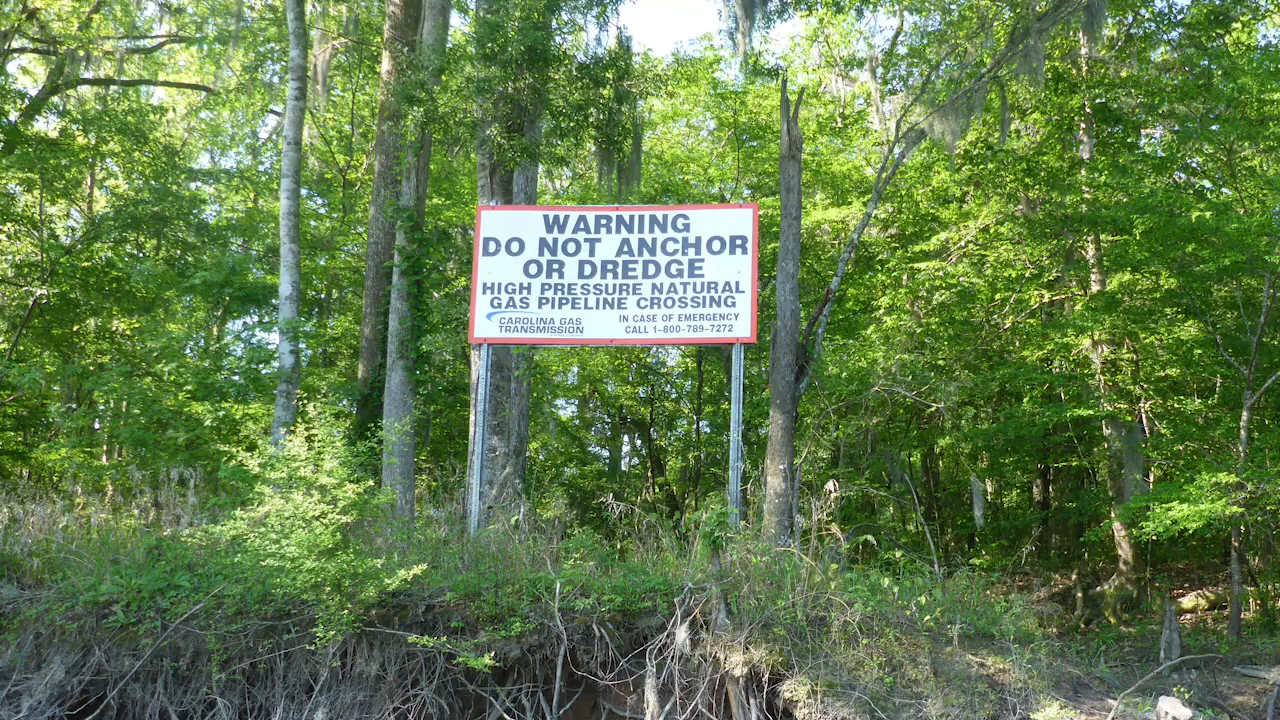 WARNING
DO NOT ANCHOR
OR DREDGE
HIGH PRESSURE NATURAL
GAS PIPELINE CROSSING
CAROLINA GAS
TRANSMISSION
IN CASE OF EMERGENCY
CALL 1-800-789-7272